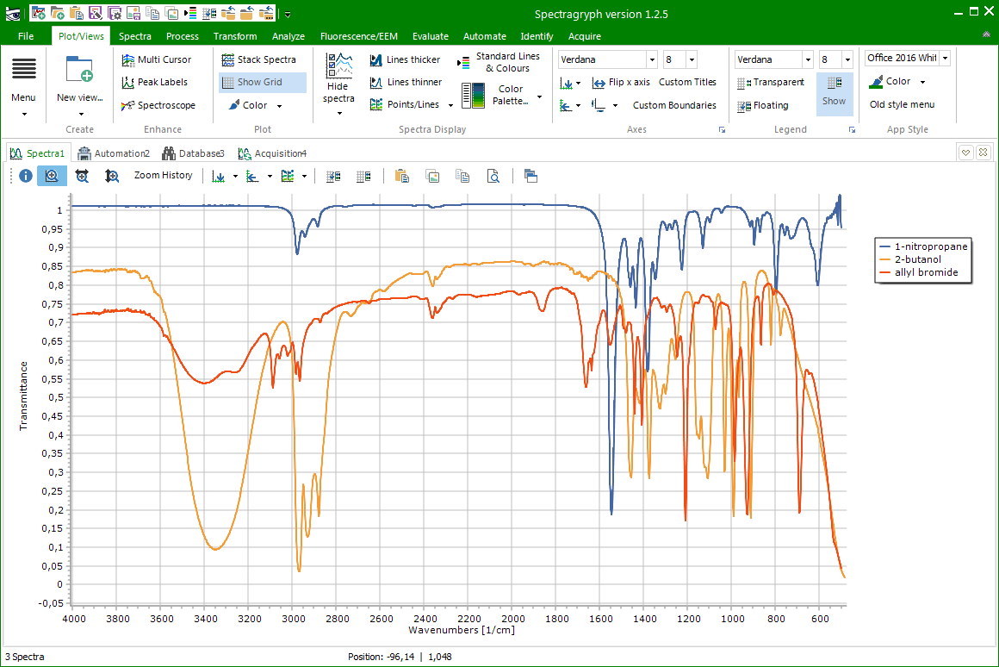 Spectragryph version 1.2.5
File Plot/Views Spectra Process Transform Analyze Fluorescence/EEM Evaluate Automate Identify Acquire
Menu
New view...
Create
Multi Cursor
Peak Labels
Spectroscope
Enhance
Stack Spectra
Show Grid
Color
Plot
Hide
spectra
Lines thicker
Lines thinner
Points/Lines
Standard Lines
& Colours
Color
Palette...
Spectra Display
Verdana 8
Flip x axis Custom Titles
Custom Boundaries
Axes
Verdana 8
Transparent
Floating
Show
Legend
Office 2016 Whit
Color
Old style menu
App Style
Spectra1 Automation2 Database3 Acquisition4
Zoom History
1
0,95
0,9
0,85
0,8
0,75
0,7
0,65
0,6
0,55
0,5
0,45
0,4
0,35
0,3
0,25
0,2
0,15
0,1
0,05
0
-0,05
Transmittance
4000 3800 3600 3400 3200 3000 2800 2600 2400 2200 2000 1800 1600 1400 1200 1000 800 600
Wavenumbers [1/cm]
1-nitropropane
2-butanol
allyl bromide
3 Spectra
Position: -96,14 | 1,048